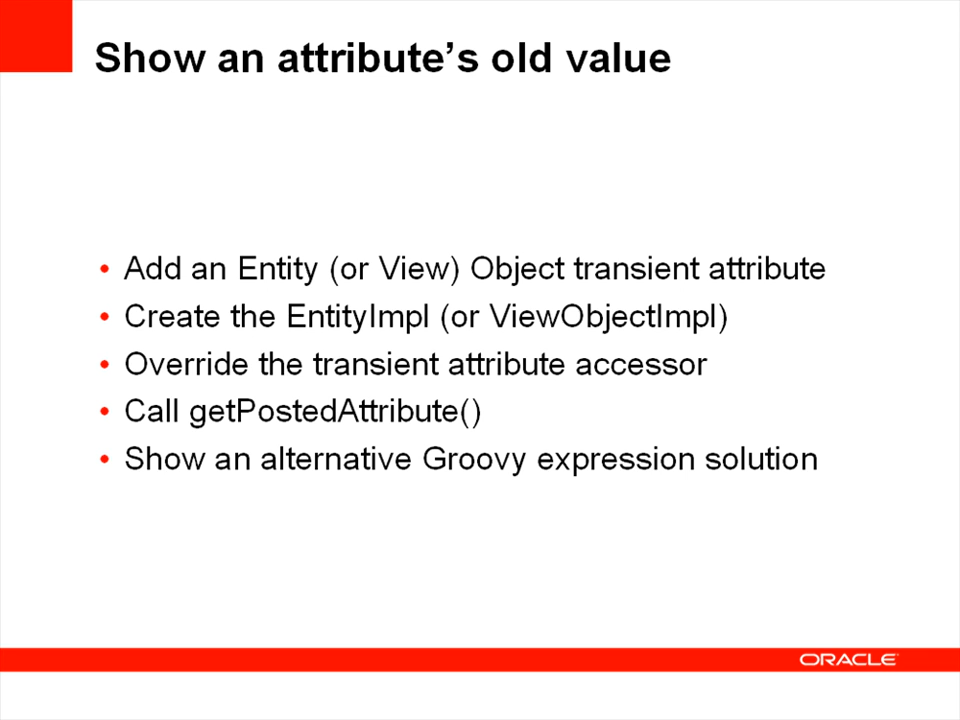 Show an attribute’s old value
• Add an Entity (or View) Object transient attribute
• Create the EntityImpl (or ViewObjectImpl)
• Override the transient attribute accessor
• Call getPostedAttribute()
• Show an alternative Groovy expression solution
ORACLE